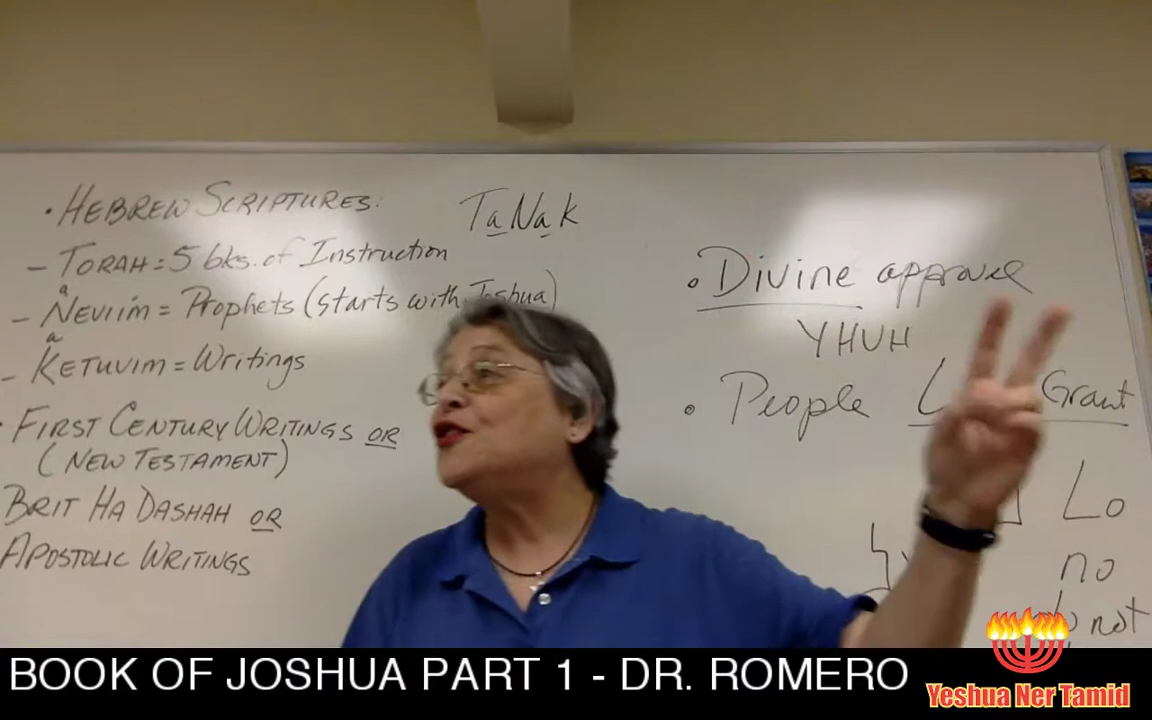 • HEBREW SCRIPTURES:
TaNaK
– TORAH = 5 bks. of Instruction
a
– NEVIIM = Prophets (starts with Joshua)
a
– KETUVIM = Writings
• FIRST CENTURY WRITINGS OR
(NEW TESTAMENT)
BRIT HA DASHAH OR
APOSTOLIC WRITINGS
• Divine approval
YHUH
• People L Grant
Lo
no
not
BOOK OF JOSHUA PART 1 - DR. ROMERO
Yeshua Ner Tamid